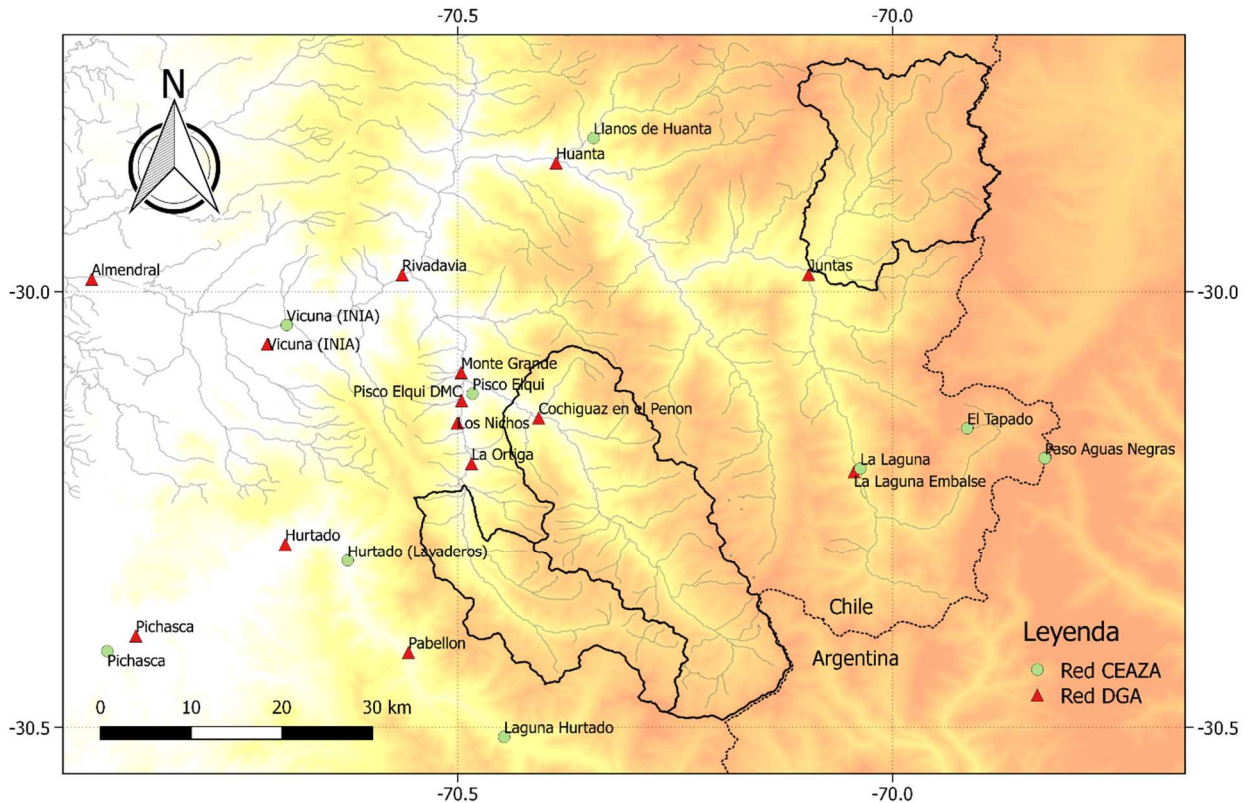 -70.5
-70.0
N
Llanos de Huanta
Huanta
Almendral
Rivadavia
Juntas
-30.0
-30.0
Vicuna (INIA)
Vicuna (INIA)
Monte Grande
Pisco Elqui DMC
Pisco Elqui
Cochiguaz en el Penon
Los Nichos
El Tapado
La Ortiga
La Laguna
Paso Aguas Negras
La Laguna Embalse
Hurtado
Hurtado (Lavaderos)
Pichasca
Pichasca
Pabellon
Chile
Argentina
Leyenda
Red CEAZA
Red DGA
0 10 20 30 km
Laguna Hurtado
-30.5
-30.5
-70.5
-70.0